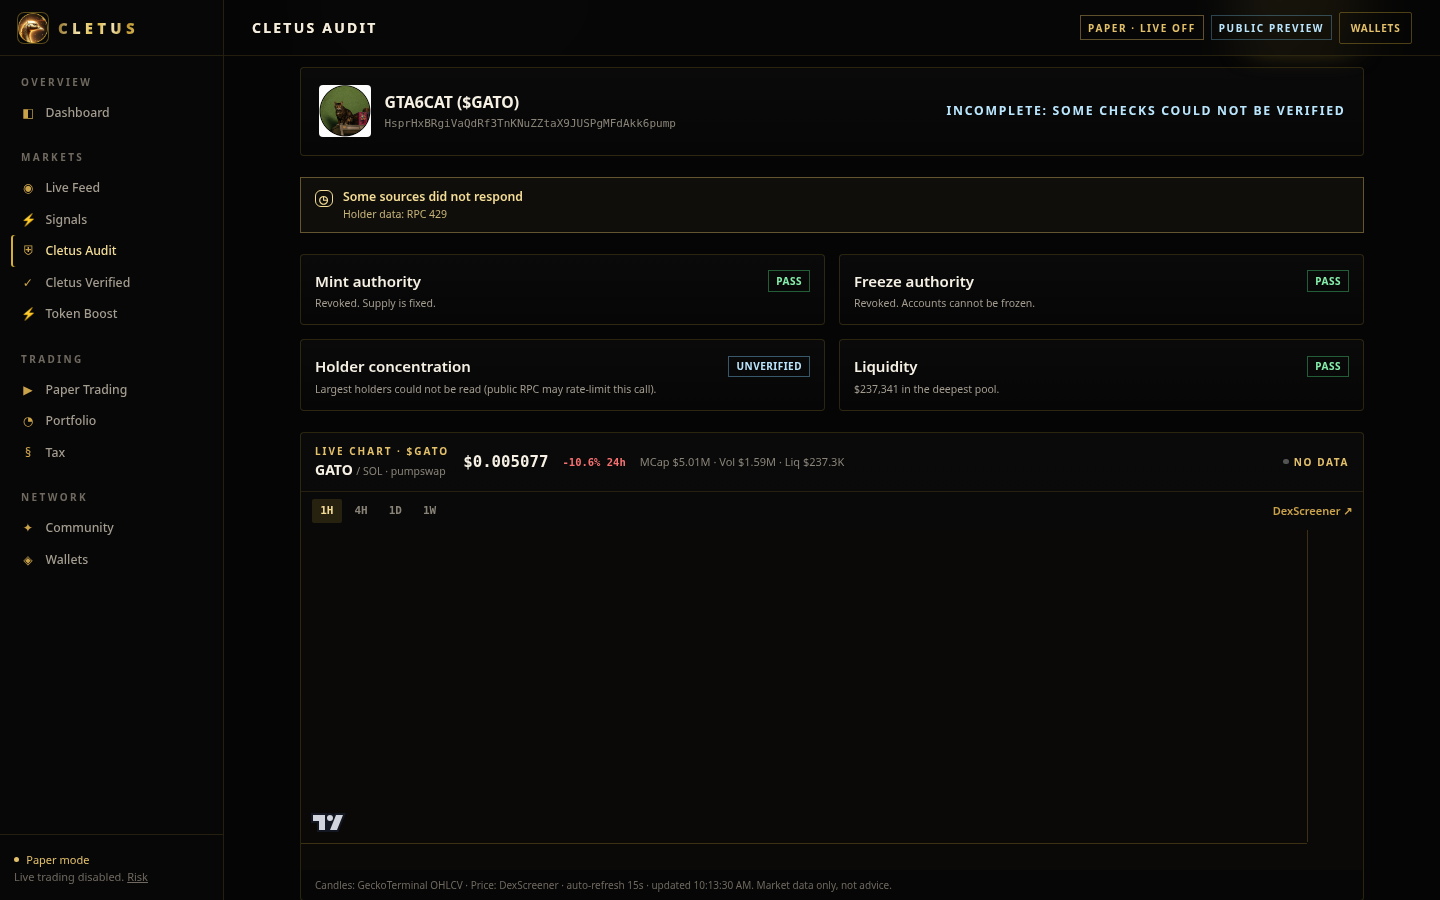 CLETUS
CLETUS AUDIT
PAPER · LIVE OFF
PUBLIC PREVIEW
WALLETS
OVERVIEW
Dashboard
MARKETS
Live Feed
Signals
Cletus Audit
Cletus Verified
Token Boost
TRADING
Paper Trading
Portfolio
§ Tax
NETWORK
Community
Wallets
Paper mode
Live trading disabled. Risk
GTA6CAT ($GATO)
HsprHxBRgiVaQdRf3TnKNuZZtaX9JUSPgMFdAkk6pump
INCOMPLETE: SOME CHECKS COULD NOT BE VERIFIED
Some sources did not respond
Holder data: RPC 429
Mint authority
PASS
Revoked. Supply is fixed.
Freeze authority
PASS
Revoked. Accounts cannot be frozen.
Holder concentration
UNVERIFIED
Largest holders could not be read (public RPC may rate-limit this call).
Liquidity
PASS
$237,341 in the deepest pool.
LIVE CHART · $GATO
GATO / SOL · pumpswap
$0.005077
-10.6% 24h
MCap $5.01M · Vol $1.59M · Liq $237.3K
NO DATA
1H 4H 1D 1W
DexScreener ↗
Candles: GeckoTerminal OHLCV · Price: DexScreener · auto-refresh 15s · updated 10:13:30 AM. Market data only, not advice.